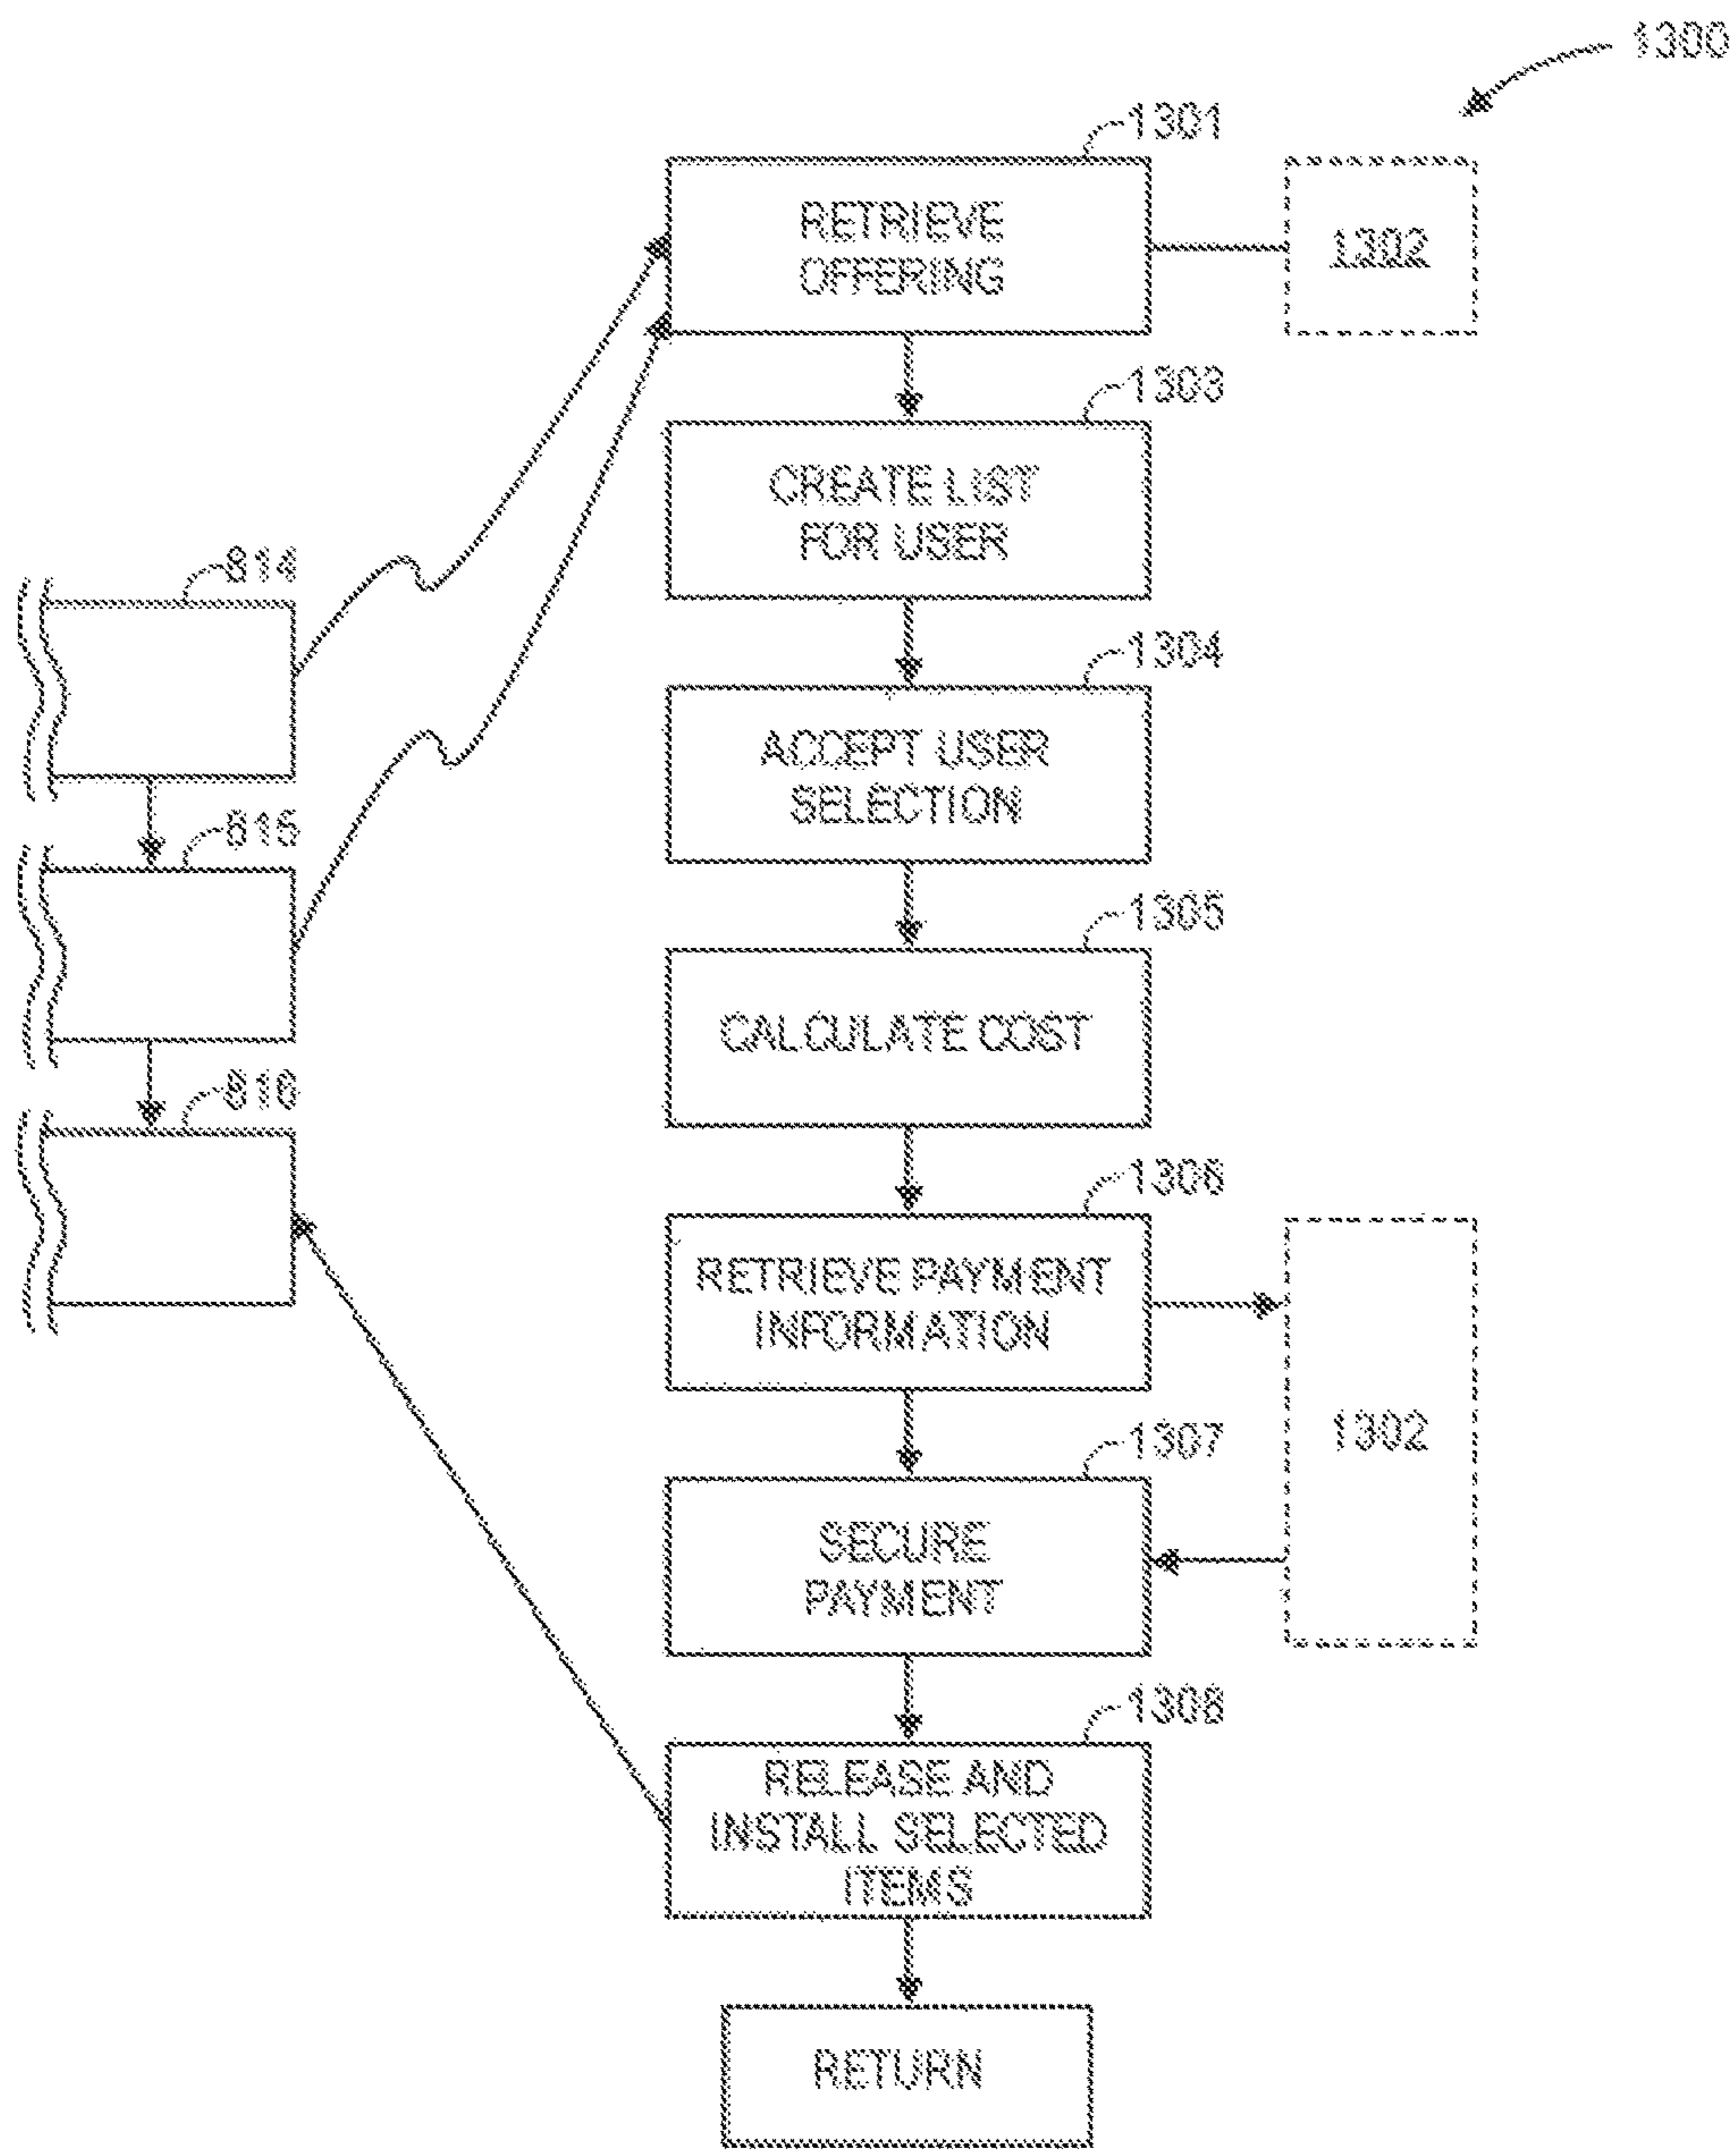 1300
1301
RETRIEVE
OFFERING
1302
1303
CREATE LIST
FOR USER
814
1304
ACCEPT USER
SELECTION
815
1305
CALCULATE COST
816
1306
RETRIEVE PAYMENT
INFORMATION
1302
1307
SECURE
PAYMENT
1308
RELEASE AND
INSTALL SELECTED
ITEMS
RETURN